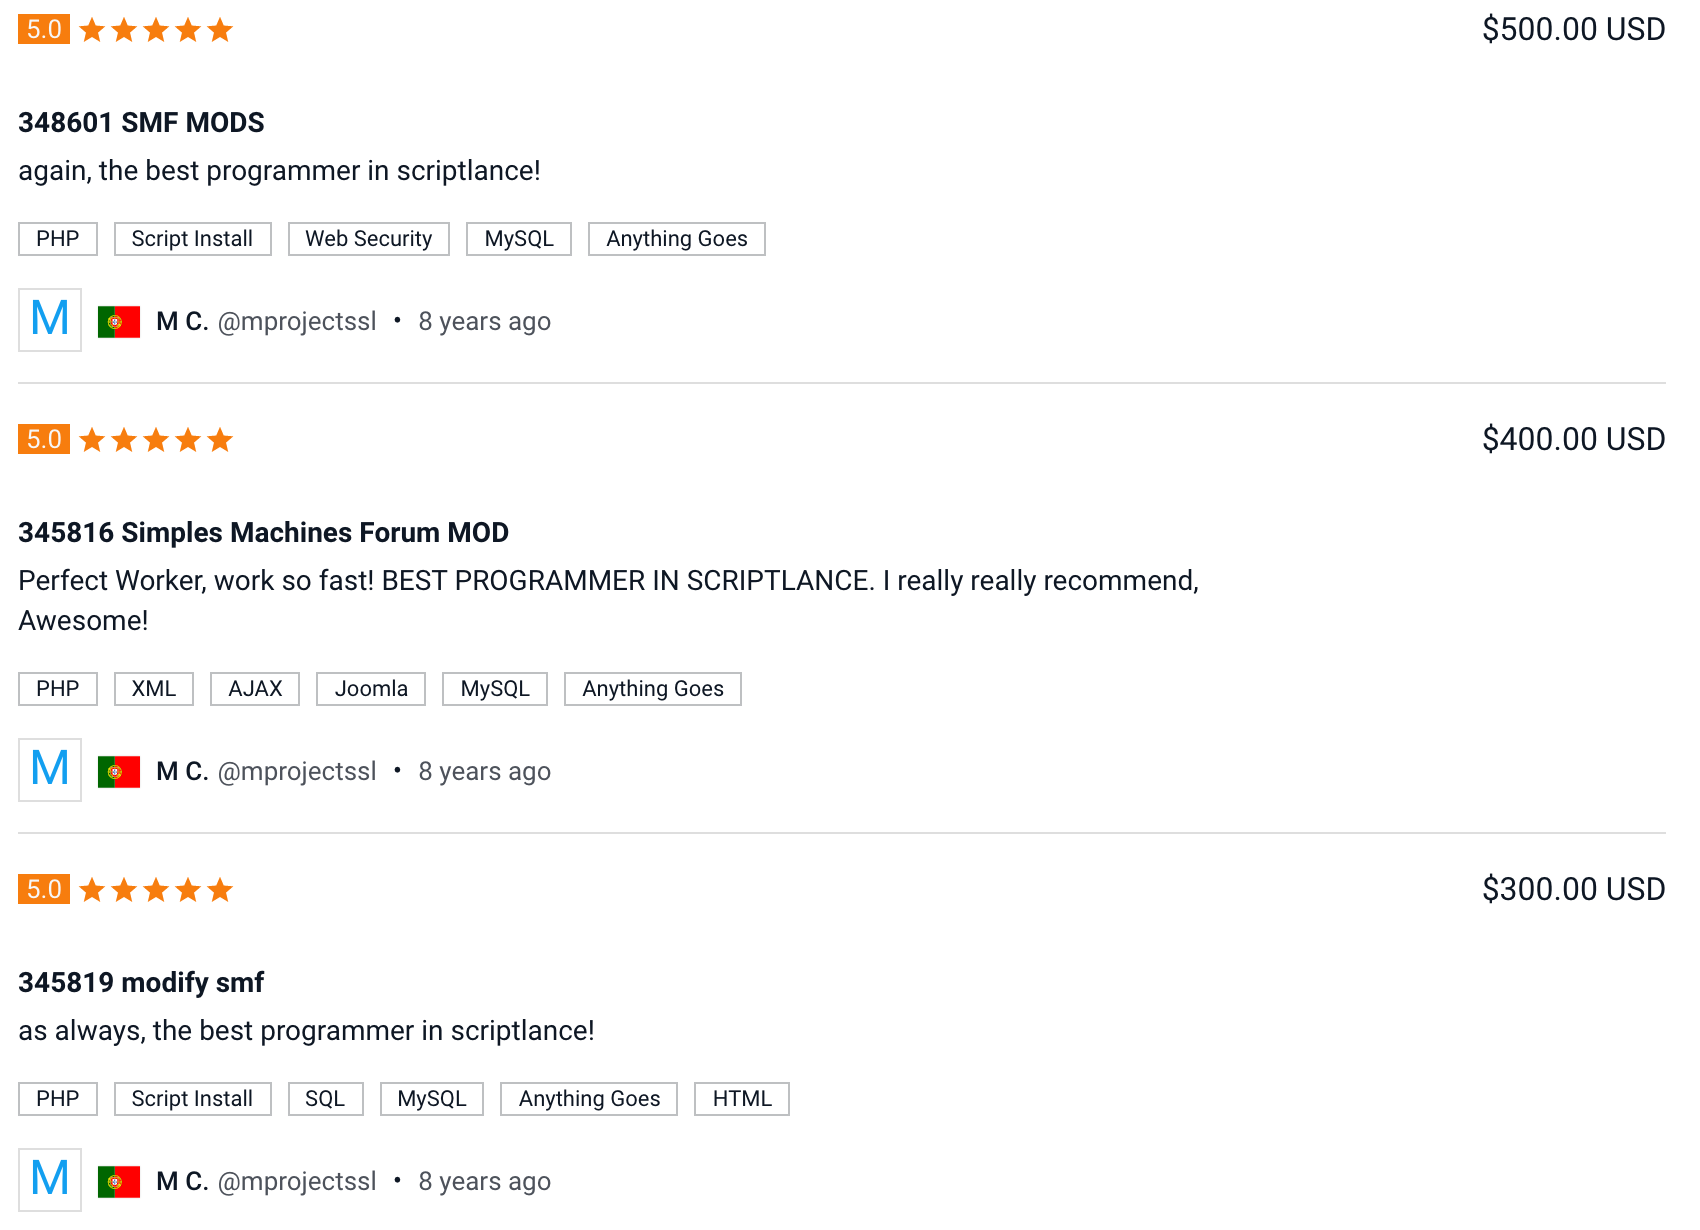 5.0 $500.00 USD
348601 SMF MODS
again, the best programmer in scriptlance!
PHP Script Install Web Security MySQL Anything Goes
M M C. @mprojectssl • 8 years ago
5.0 $400.00 USD
345816 Simples Machines Forum MOD
Perfect Worker, work so fast! BEST PROGRAMMER IN SCRIPTLANCE. I really really recommend,
Awesome!
PHP XML AJAX Joomla MySQL Anything Goes
M M C. @mprojectssl • 8 years ago
5.0 $300.00 USD
345819 modify smf
as always, the best programmer in scriptlance!
PHP Script Install SQL MySQL Anything Goes HTML
M M C. @mprojectssl • 8 years ago